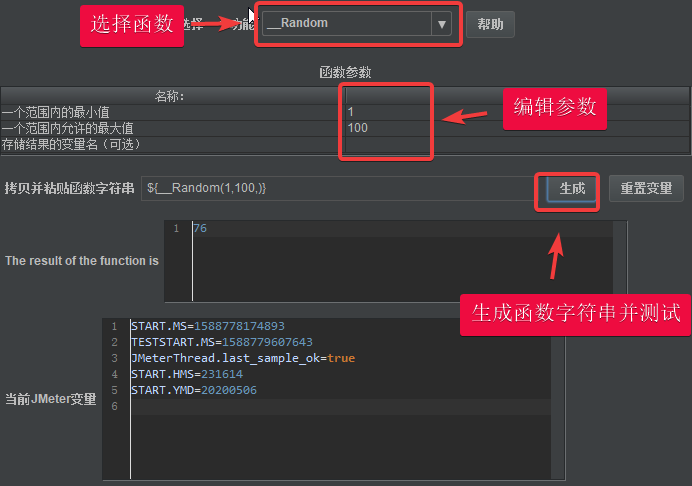 选择函数
选择
功能
__Random
▼
帮助
函数参数
名称:
一个范围内的最小值
1
一个范围内允许的最大值
100
存储结果的变量名（可选）
编辑参数
拷贝并粘贴函数字符串
${__Random(1,100,)}
生成
重置变量
The result of the function is
1 76
生成函数字符串并测试
当前JMeter变量
1 START.MS=1588778174893
2 TESTSTART.MS=1588779607643
3 JMeterThread.last_sample_ok=true
4 START.HMS=231614
5 START.YMD=20200506
6